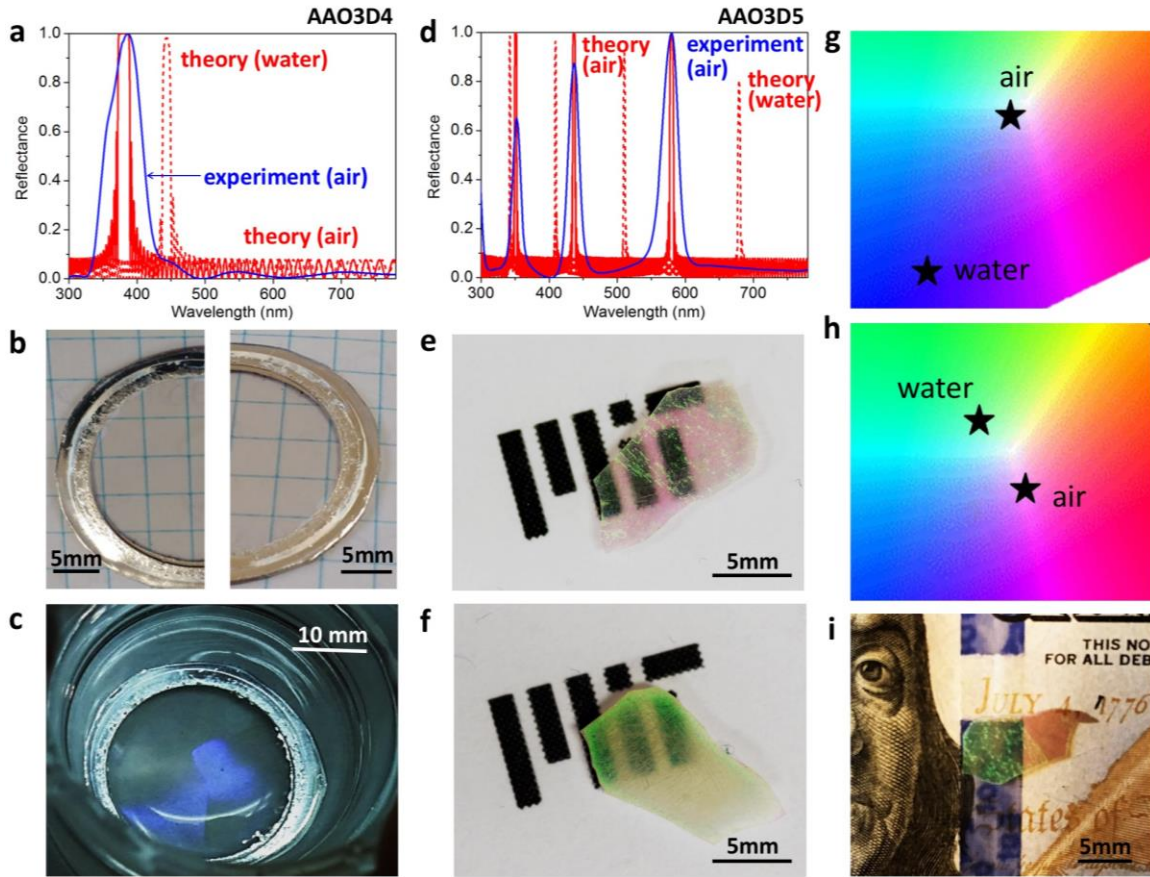 AAO3D4
a
theory (water)
experiment (air)
theory (air)
Reflectance
1.0
0.8
0.6
0.4
0.2
0.0
300 400 500 600 700
Wavelength (nm)
AAO3D5
d
theory
(air)
experiment
(air)
theory
(water)
Reflectance
1.0
0.8
0.6
0.4
0.2
0.0
300 400 500 600 700
Wavelength (nm)
g
air
water
b
5mm
5mm
e
5mm
h
water
air
c
10 mm
f
5mm
i
THIS NO
FOR ALL DEB
JULY 4, 1776
States of
5mm